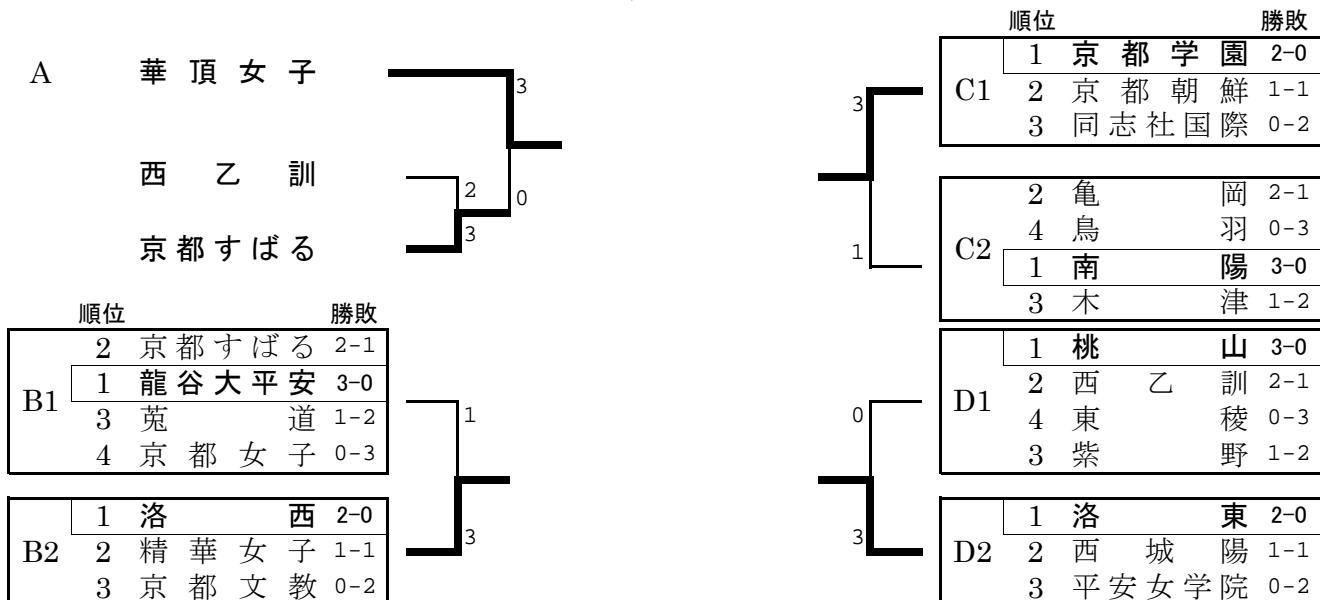 A 華頂女子
3
西乙訓
2
0
京都すばる
3
順位 勝敗
B1
2 京都すばる 2-1
1 龍谷大平安 3-0
3 莵道 1-2
4 京都女子 0-3
1
3
B2
1 洛西 2-0
2 精華女子 1-1
3 京都文教 0-2
順位 勝敗
C1
1 京都学園 2-0
2 京都朝鮮 1-1
3 同志社国際 0-2
3
1
C2
2 亀岡 2-1
4 鳥羽 0-3
1 南陽 3-0
3 木津 1-2
D1
1 桃山 3-0
2 西乙訓 2-1
4 東稜 0-3
3 紫野 1-2
0
3
D2
1 洛東 2-0
2 西城陽 1-1
3 平安女学院 0-2